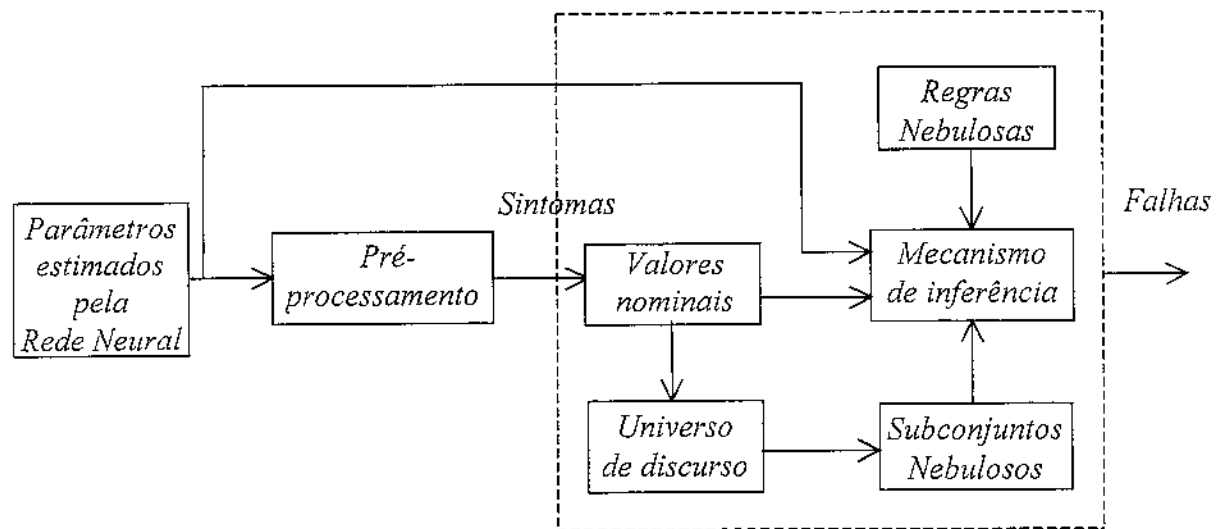 Regras
Nebulosas
Sintomas
Falhas
Parâmetros
estimados
pela
Rede Neural
Pré-
processamento
Valores
nominais
Mecanismo
de inferência
Universo
de discurso
Subconjuntos
Nebulosos